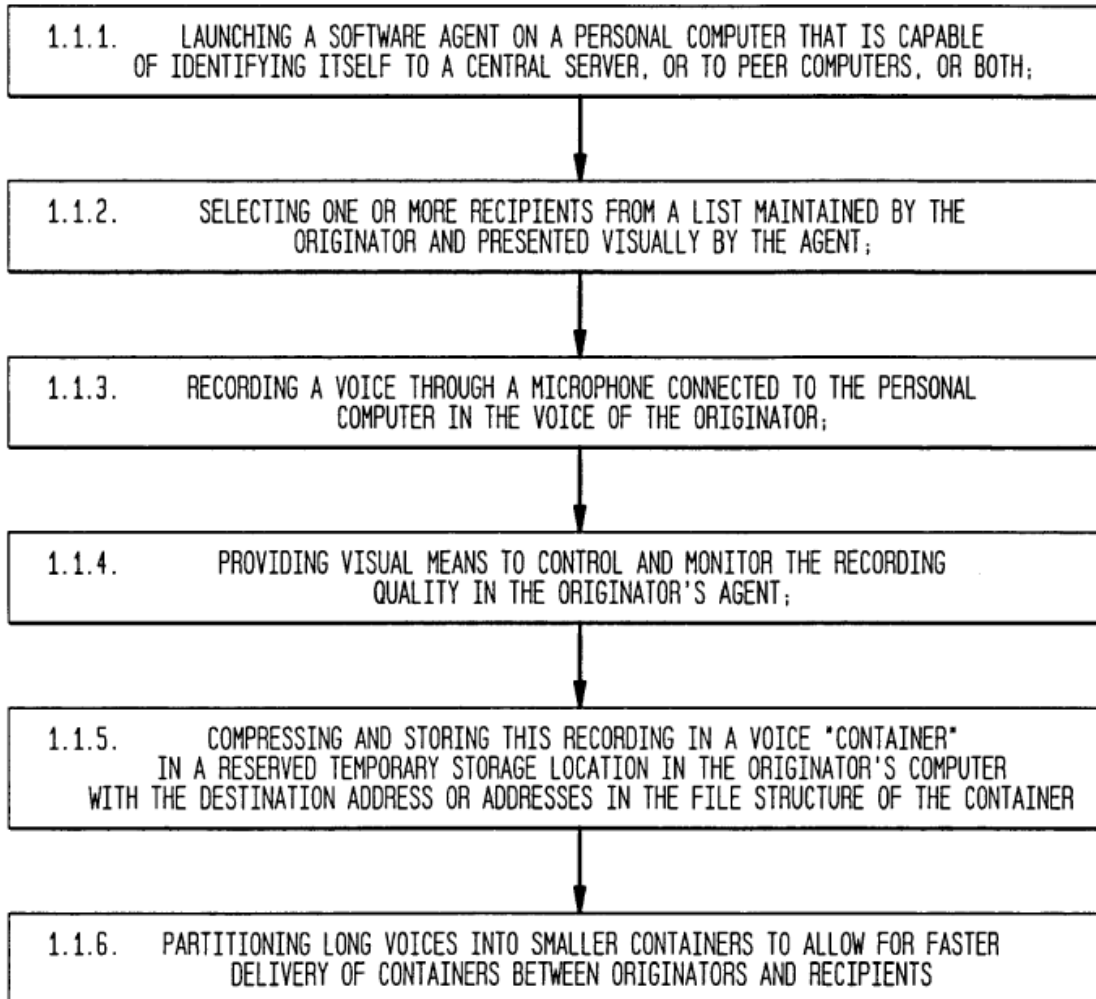 1.1.1. LAUNCHING A SOFTWARE AGENT ON A PERSONAL COMPUTER THAT IS CAPABLE
OF IDENTIFYING ITSELF TO A CENTRAL SERVER, OR TO PEER COMPUTERS, OR BOTH;
1.1.2. SELECTING ONE OR MORE RECIPIENTS FROM A LIST MAINTAINED BY THE
ORIGINATOR AND PRESENTED VISUALLY BY THE AGENT;
1.1.3. RECORDING A VOICE THROUGH A MICROPHONE CONNECTED TO THE PERSONAL
COMPUTER IN THE VOICE OF THE ORIGINATOR;
1.1.4. PROVIDING VISUAL MEANS TO CONTROL AND MONITOR THE RECORDING
QUALITY IN THE ORIGINATOR'S AGENT;
1.1.5. COMPRESSING AND STORING THIS RECORDING IN A VOICE "CONTAINER"
IN A RESERVED TEMPORARY STORAGE LOCATION IN THE ORIGINATOR'S COMPUTER
WITH THE DESTINATION ADDRESS OR ADDRESSES IN THE FILE STRUCTURE OF THE CONTAINER
1.1.6. PARTITIONING LONG VOICES INTO SMALLER CONTAINERS TO ALLOW FOR FASTER
DELIVERY OF CONTAINERS BETWEEN ORIGINATORS AND RECIPIENTS